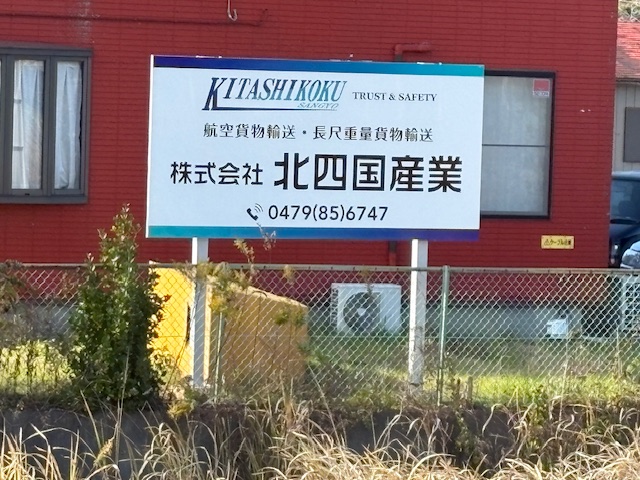 KITASHIKOKU
SANGYO
TRUST & SAFETY
航空貨物輸送・長尺重量貨物輸送
株式会社 北四国産業
0479(85)6747